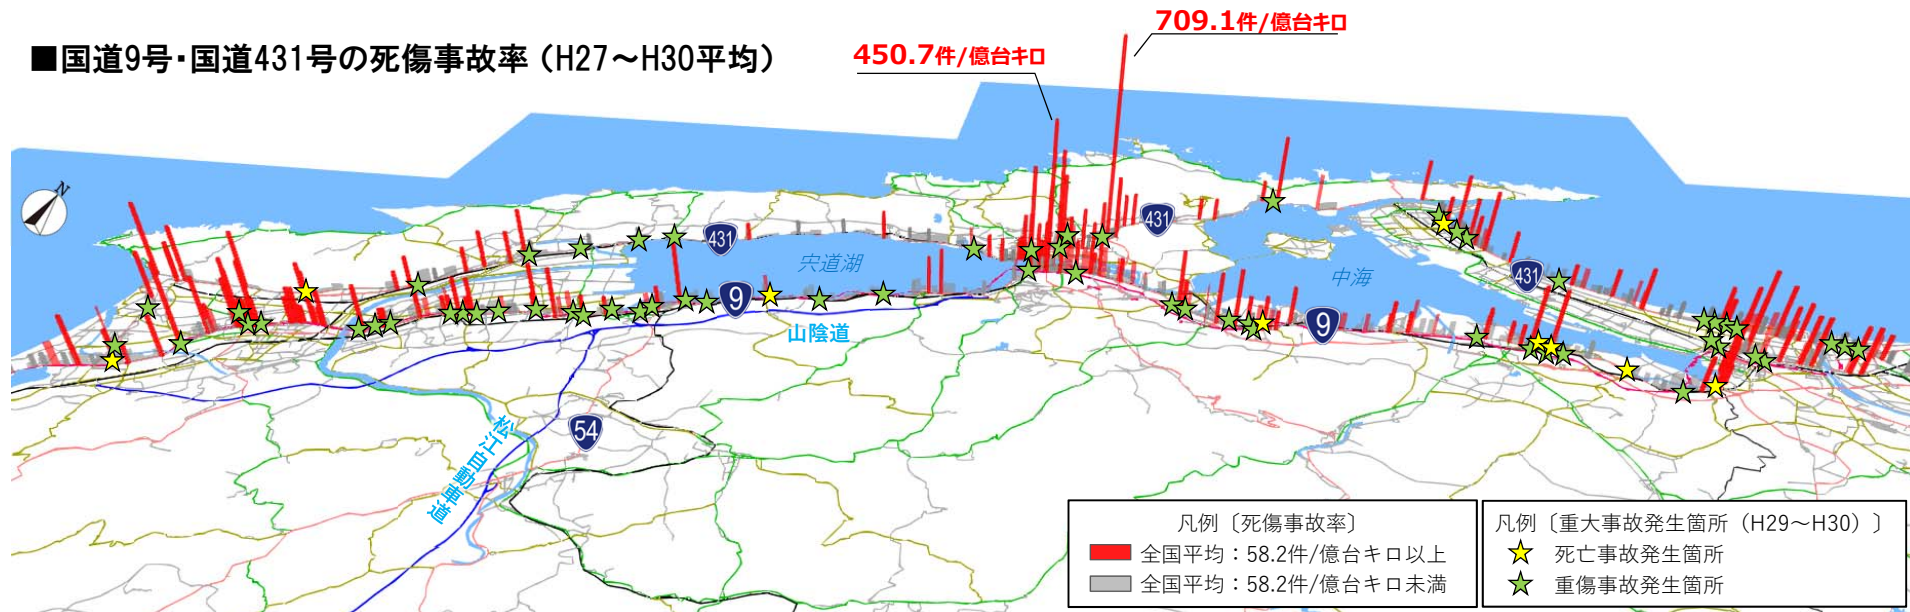 ■国道9号・国道431号の死傷事故率（H27～H30平均）
450.7件/億台キロ
709.1件/億台キロ
N
431
431
宍道湖
9
山陰道
中海
431
9
54
松江自動車道
凡例〔死傷事故率〕
全国平均：58.2件/億台キロ以上
全国平均：58.2件/億台キロ未満
凡例〔重大事故発生箇所（H29～H30）〕
死亡事故発生箇所
重傷事故発生箇所